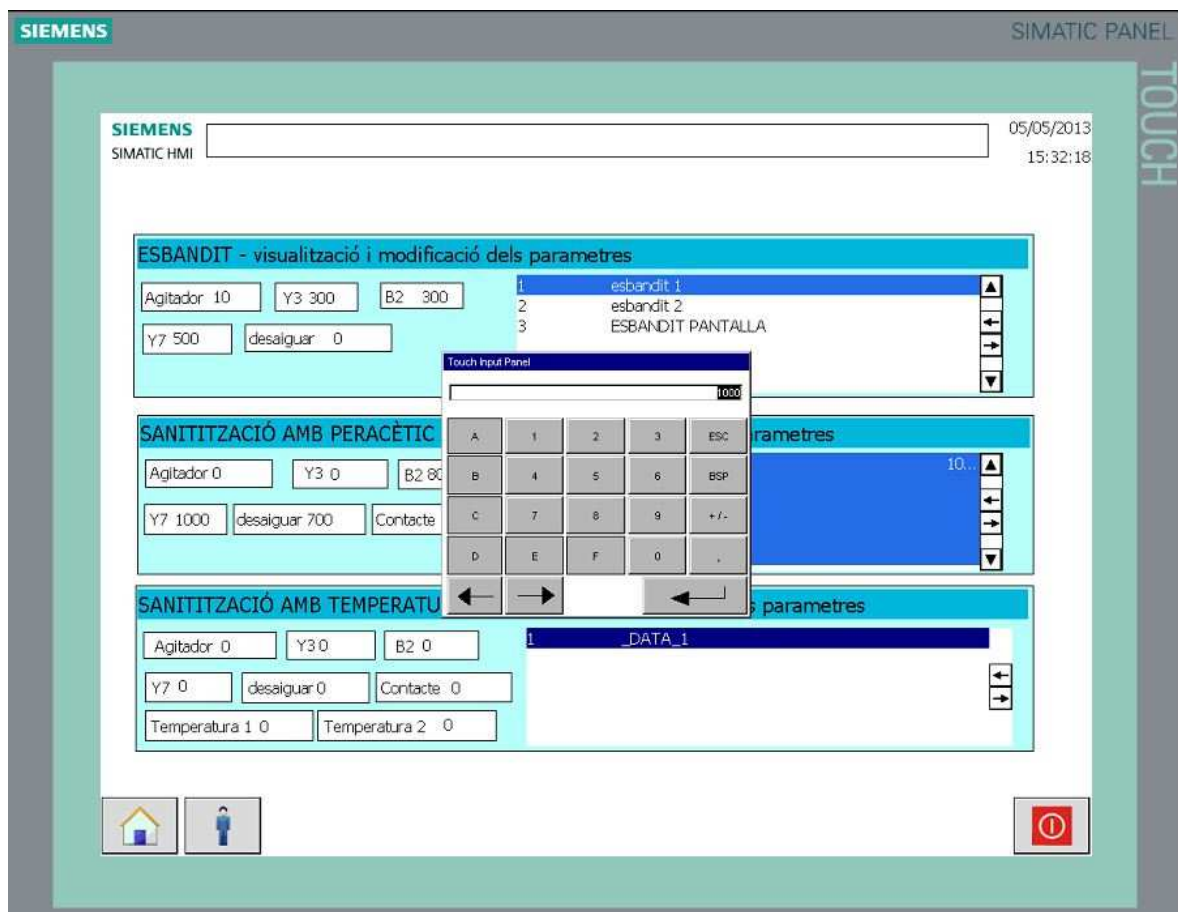 SIEMENS
SIMATIC PANEL
TOUCH
SIEMENS
SIMATIC HMI
05/05/2013
15:32:18
ESBANDIT - visualització i modificació dels parametres
Agitador 10
Y3 300
B2 300
Y7 500
desaiguar 0
1 esbandit 1
2 esbandit 2
3 ESBANDIT PANTALLA
Touch Input Panel
1000
A 1 2 3 ESC
B 4 5 6 BSP
C 7 8 9 +/-
D E F 0 .
SANITITZACIÓ AMB PERACÈTIC
rametres
Agitador 0
Y3 0
B2 80
10...
Y7 1000
desaiguar 700
Contacte
SANITITZACIÓ AMB TEMPERATU
s parametres
Agitador 0
Y3 0
B2 0
1 _DATA_1
Y7 0
desaiguar 0
Contacte 0
Temperatura 1 0
Temperatura 2 0